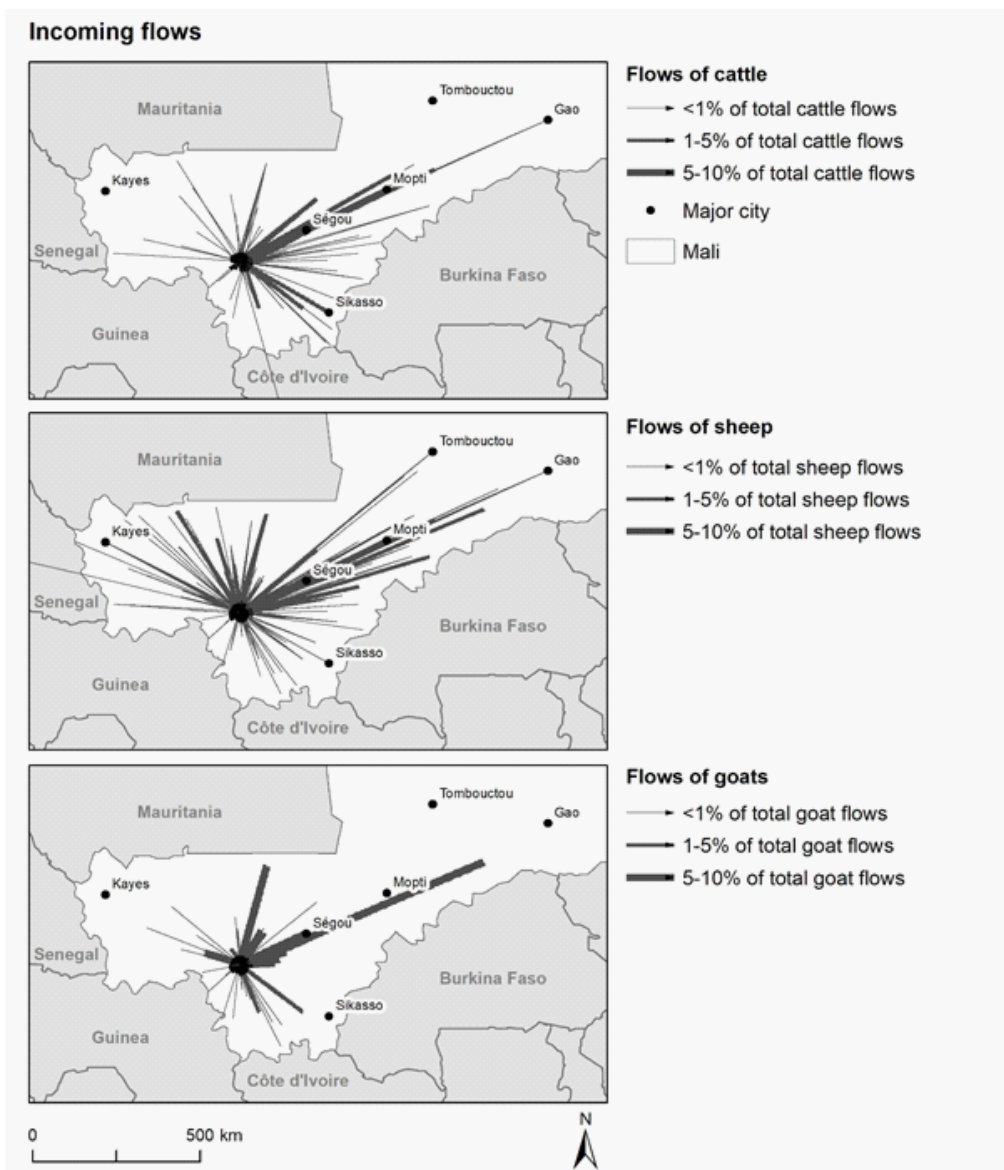 Incoming flows
Mauritania
Tombouctou
Gao
Kayes
Mopti
Ségou
Senegal
Burkina Faso
Sikasso
Guinea
Côte d'Ivoire
Flows of cattle
<1% of total cattle flows
1-5% of total cattle flows
5-10% of total cattle flows
Major city
Mali
Mauritania
Tombouctou
Gao
Kayes
Mopti
Ségou
Senegal
Burkina Faso
Sikasso
Guinea
Côte d'Ivoire
Flows of sheep
<1% of total sheep flows
1-5% of total sheep flows
5-10% of total sheep flows
Mauritania
Tombouctou
Gao
Kayes
Mopti
Ségou
Senegal
Burkina Faso
Sikasso
Guinea
Côte d'Ivoire
Flows of goats
<1% of total goat flows
1-5% of total goat flows
5-10% of total goat flows
0 500 km
N